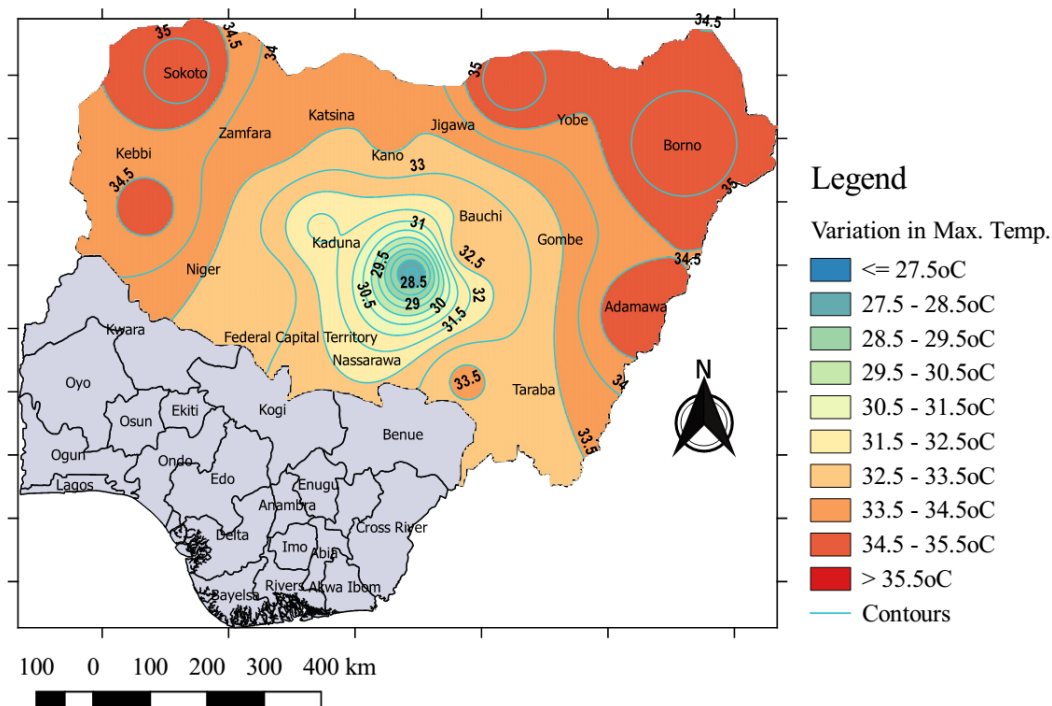 34.5
35
34.5
34
Sokoto
35
Katsina
Zamfara
Jigawa
Yobe
Kebbi
Kano
33
Borno
34.5
35
31
Bauchi
Kaduna
Gombe
32.5
29.5
34.5
Niger
28.5
30.5
29
30
32
31.5
Adamawa
Kwara
Federal Capital Territory
Nassarawa
33.5
34
Taraba
33.5
N
Oyo
Ekiti
Kogi
Osun
Benue
Ogun
Ondo
Lagos
Edo
Enugu
Anambra
Cross River
Delta
Imo
Abia
Rivers
Akwa Ibom
Bayelsa
Legend
Variation in Max. Temp.
<= 27.5oC
27.5 - 28.5oC
28.5 - 29.5oC
29.5 - 30.5oC
30.5 - 31.5oC
31.5 - 32.5oC
32.5 - 33.5oC
33.5 - 34.5oC
34.5 - 35.5oC
> 35.5oC
Contours
100 0 100 200 300 400 km